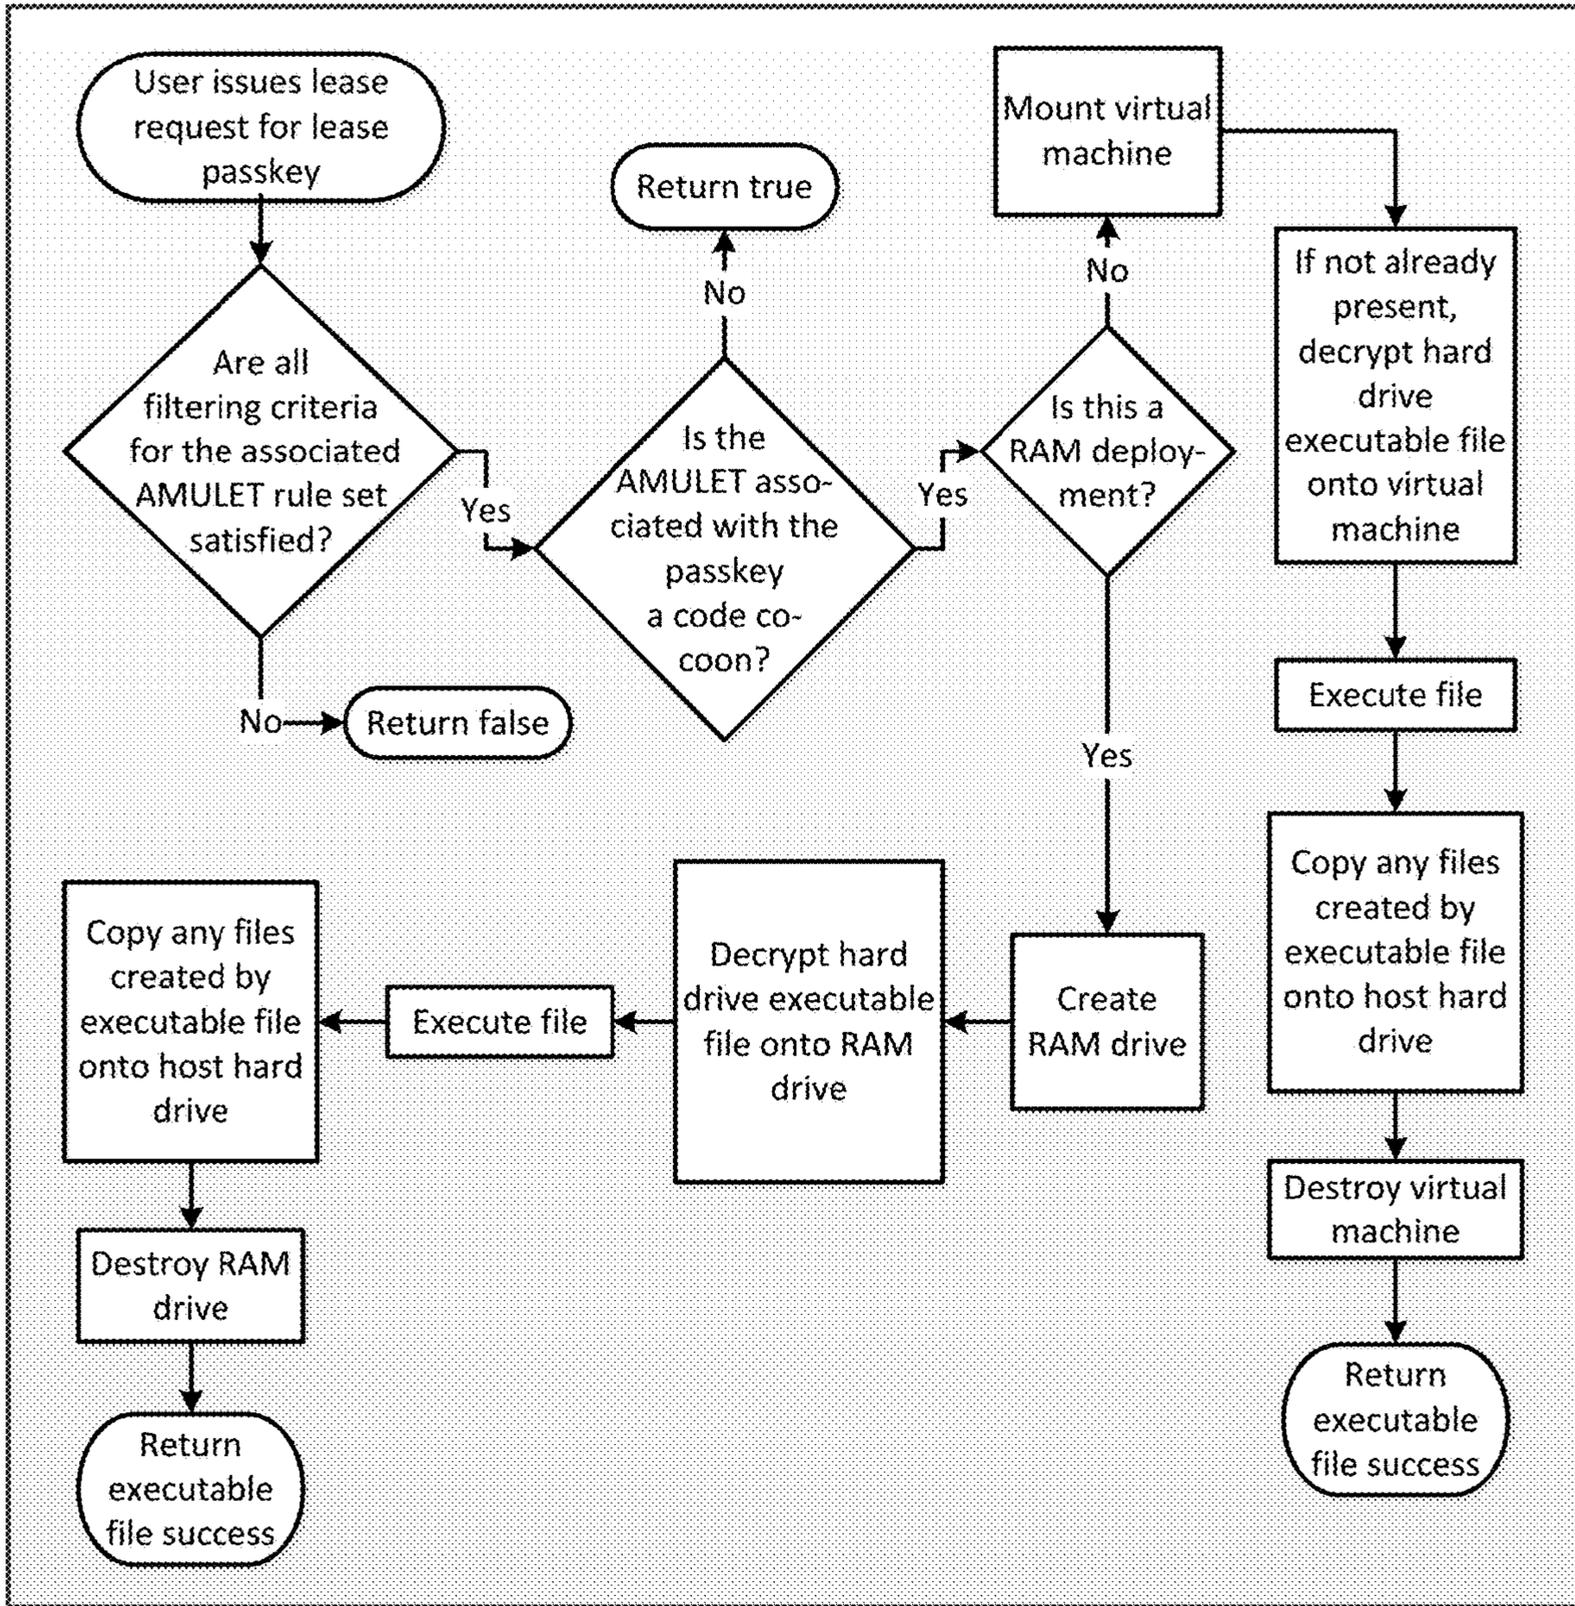 User issues lease
request for lease
passkey
Are all
filtering criteria
for the associated
AMULET rule set
satisfied?
No
Return false
Yes
Is the
AMULET asso-
ciated with the
passkey
a code co-
coon?
No
Return true
Yes
Is this a
RAM deploy-
ment?
No
Mount virtual
machine
If not already
present,
decrypt hard
drive
executable file
onto virtual
machine
Execute file
Copy any files
created by
executable file
onto host hard
drive
Destroy virtual
machine
Return
executable
file success
Yes
Create
RAM drive
Decrypt hard
drive executable
file onto RAM
drive
Execute file
Copy any files
created by
executable file
onto host hard
drive
Destroy RAM
drive
Return
executable
file success